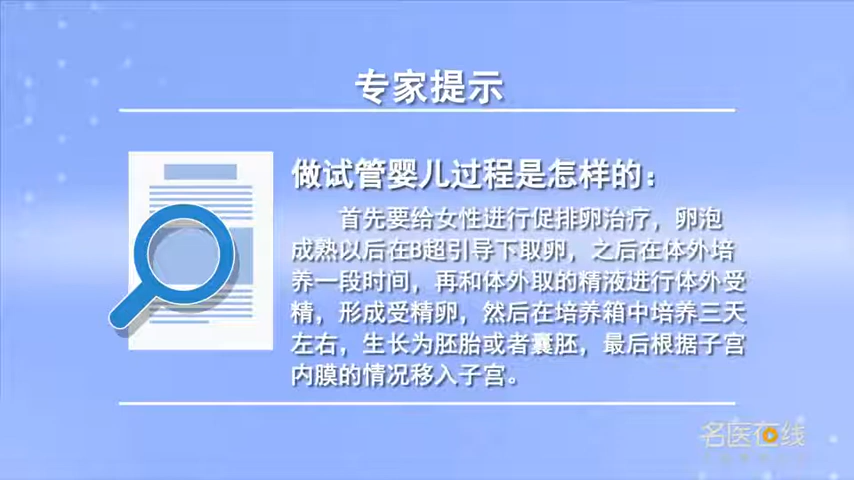 专家提示
做试管婴儿过程是怎样的：
首先要给女性进行促排卵治疗，卵泡
成熟以后在B超引导下取卵，之后在体外培
养一段时间，再和体外取的精液进行体外受
精，形成受精卵，然后在培养箱中培养三天
左右，生长为胚胎或者囊胚，最后根据子宫
内膜的情况移入子宫。
名医在线